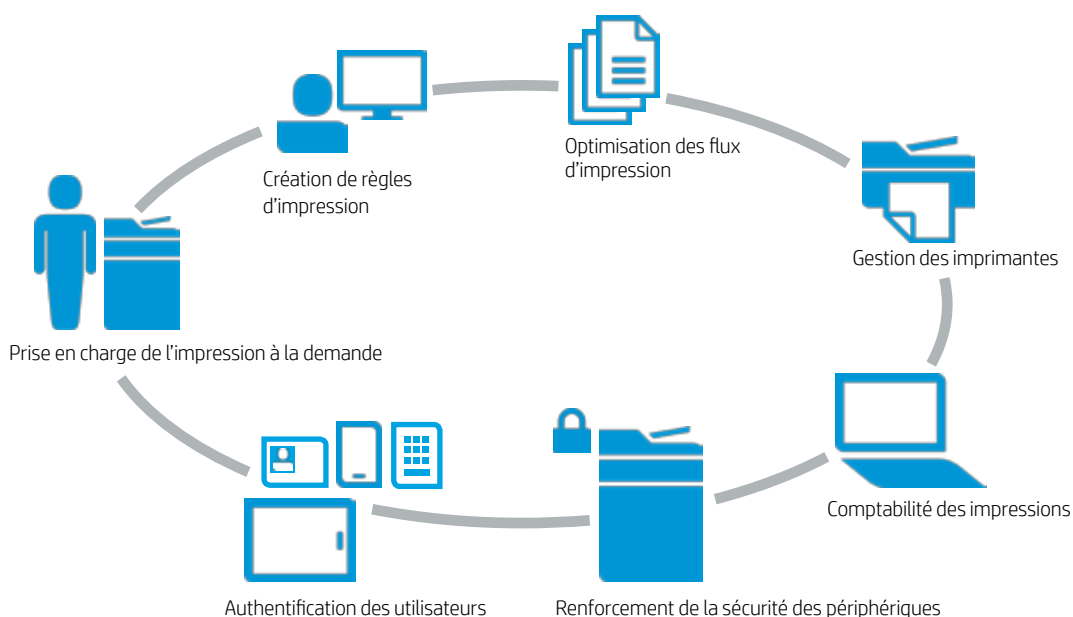 Création de règles
d’impression
Optimisation des flux
d’impression
Gestion des imprimantes
Prise en charge de l’impression à la demande
Comptabilité des impressions
Authentification des utilisateurs
Renforcement de la sécurité des périphériques